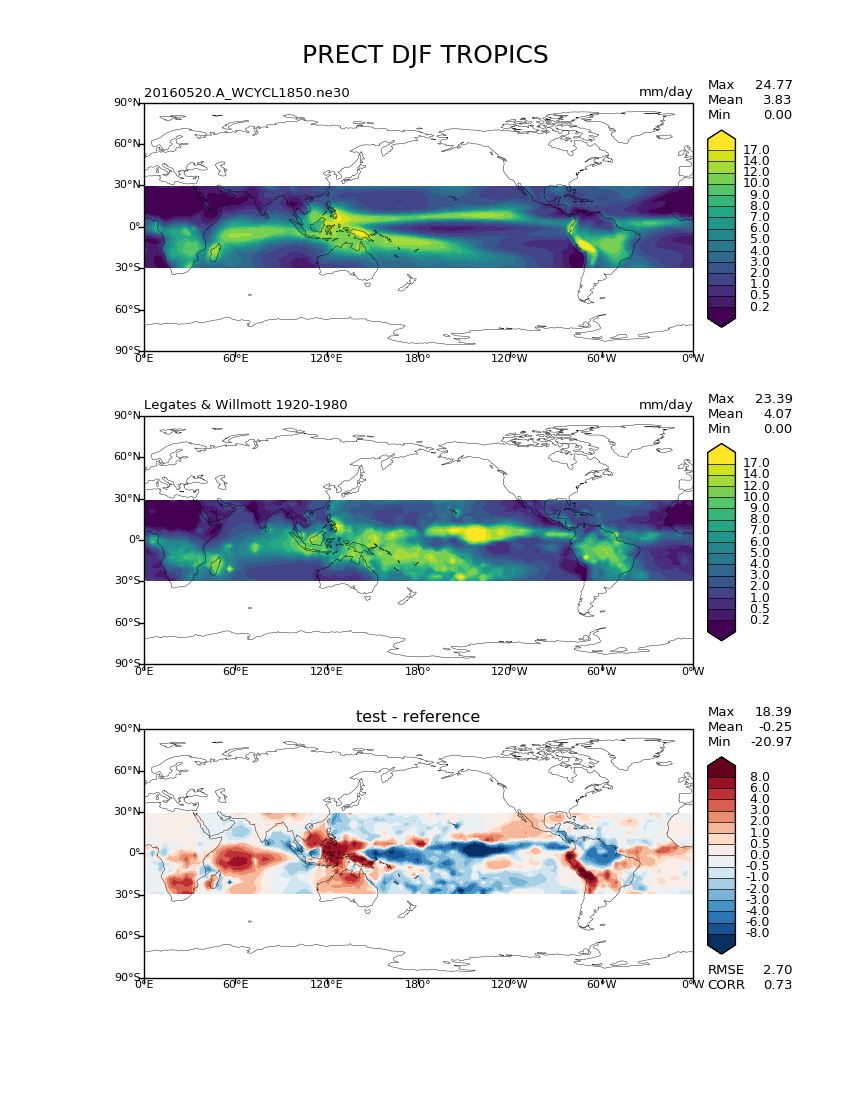 PRECT DJF TROPICS
20160520.A_WCYCL1850.ne30
mm/day
Max 24.77
Mean 3.83
Min 0.00
90°N
60°N
30°N
0°
30°S
60°S
90°S
0°E 60°E 120°E 180° 120°W 60°W 0°W
17.0
14.0
12.0
10.0
9.0
8.0
7.0
6.0
5.0
4.0
3.0
2.0
1.0
0.5
0.2
Legates & Willmott 1920-1980
mm/day
Max 23.39
Mean 4.07
Min 0.00
90°N
60°N
30°N
0°
30°S
60°S
90°S
0°E 60°E 120°E 180° 120°W 60°W 0°W
17.0
14.0
12.0
10.0
9.0
8.0
7.0
6.0
5.0
4.0
3.0
2.0
1.0
0.5
0.2
test - reference
Max 18.39
Mean -0.25
Min -20.97
90°N
60°N
30°N
0°
30°S
60°S
90°S
0°E 60°E 120°E 180° 120°W 60°W 0°W
8.0
6.0
4.0
3.0
2.0
1.0
0.5
0.0
-0.5
-1.0
-2.0
-3.0
-4.0
-6.0
-8.0
RMSE 2.70
CORR 0.73